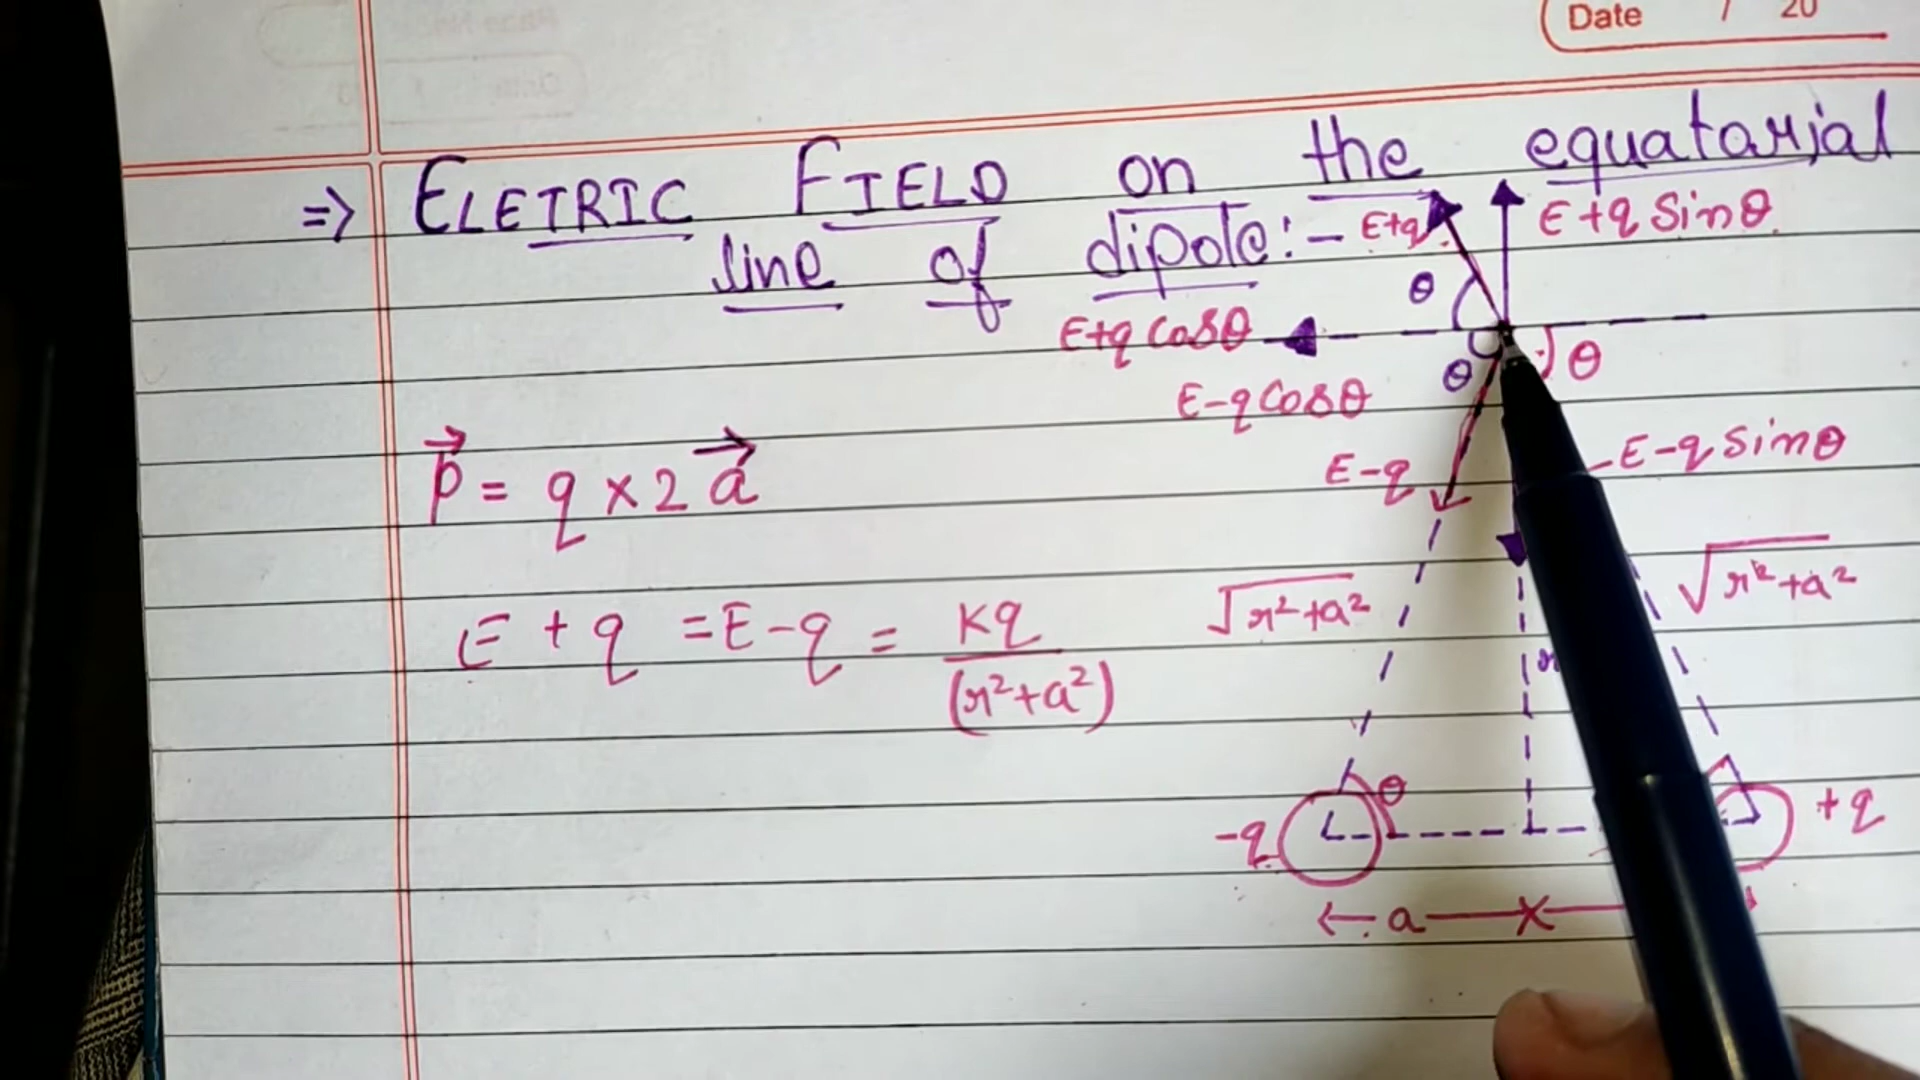 Date / 20
=> ELETRIC FIELD on the equatarial
line of dipole:-
E+q
E+q Sinθ
θ
E+q Cosθ
θ
θ
E-q Cosθ
E-q
E-q Sinθ
p⃗ = q × 2 a⃗
√r²+a²
√r²+a²
E+q = E-q = Kq / (r²+a²)
r
θ
-q
+q
a